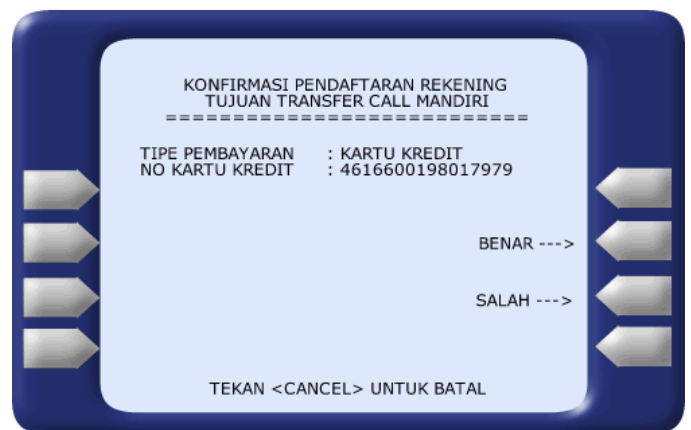 KONFIRMASI PENDAFTARAN REKENING
TUJUAN TRANSFER CALL MANDIRI
===========================
TIPE PEMBAYARAN : KARTU KREDIT
NO KARTU KREDIT : 4616600198017979
BENAR --->
SALAH --->
TEKAN <CANCEL> UNTUK BATAL